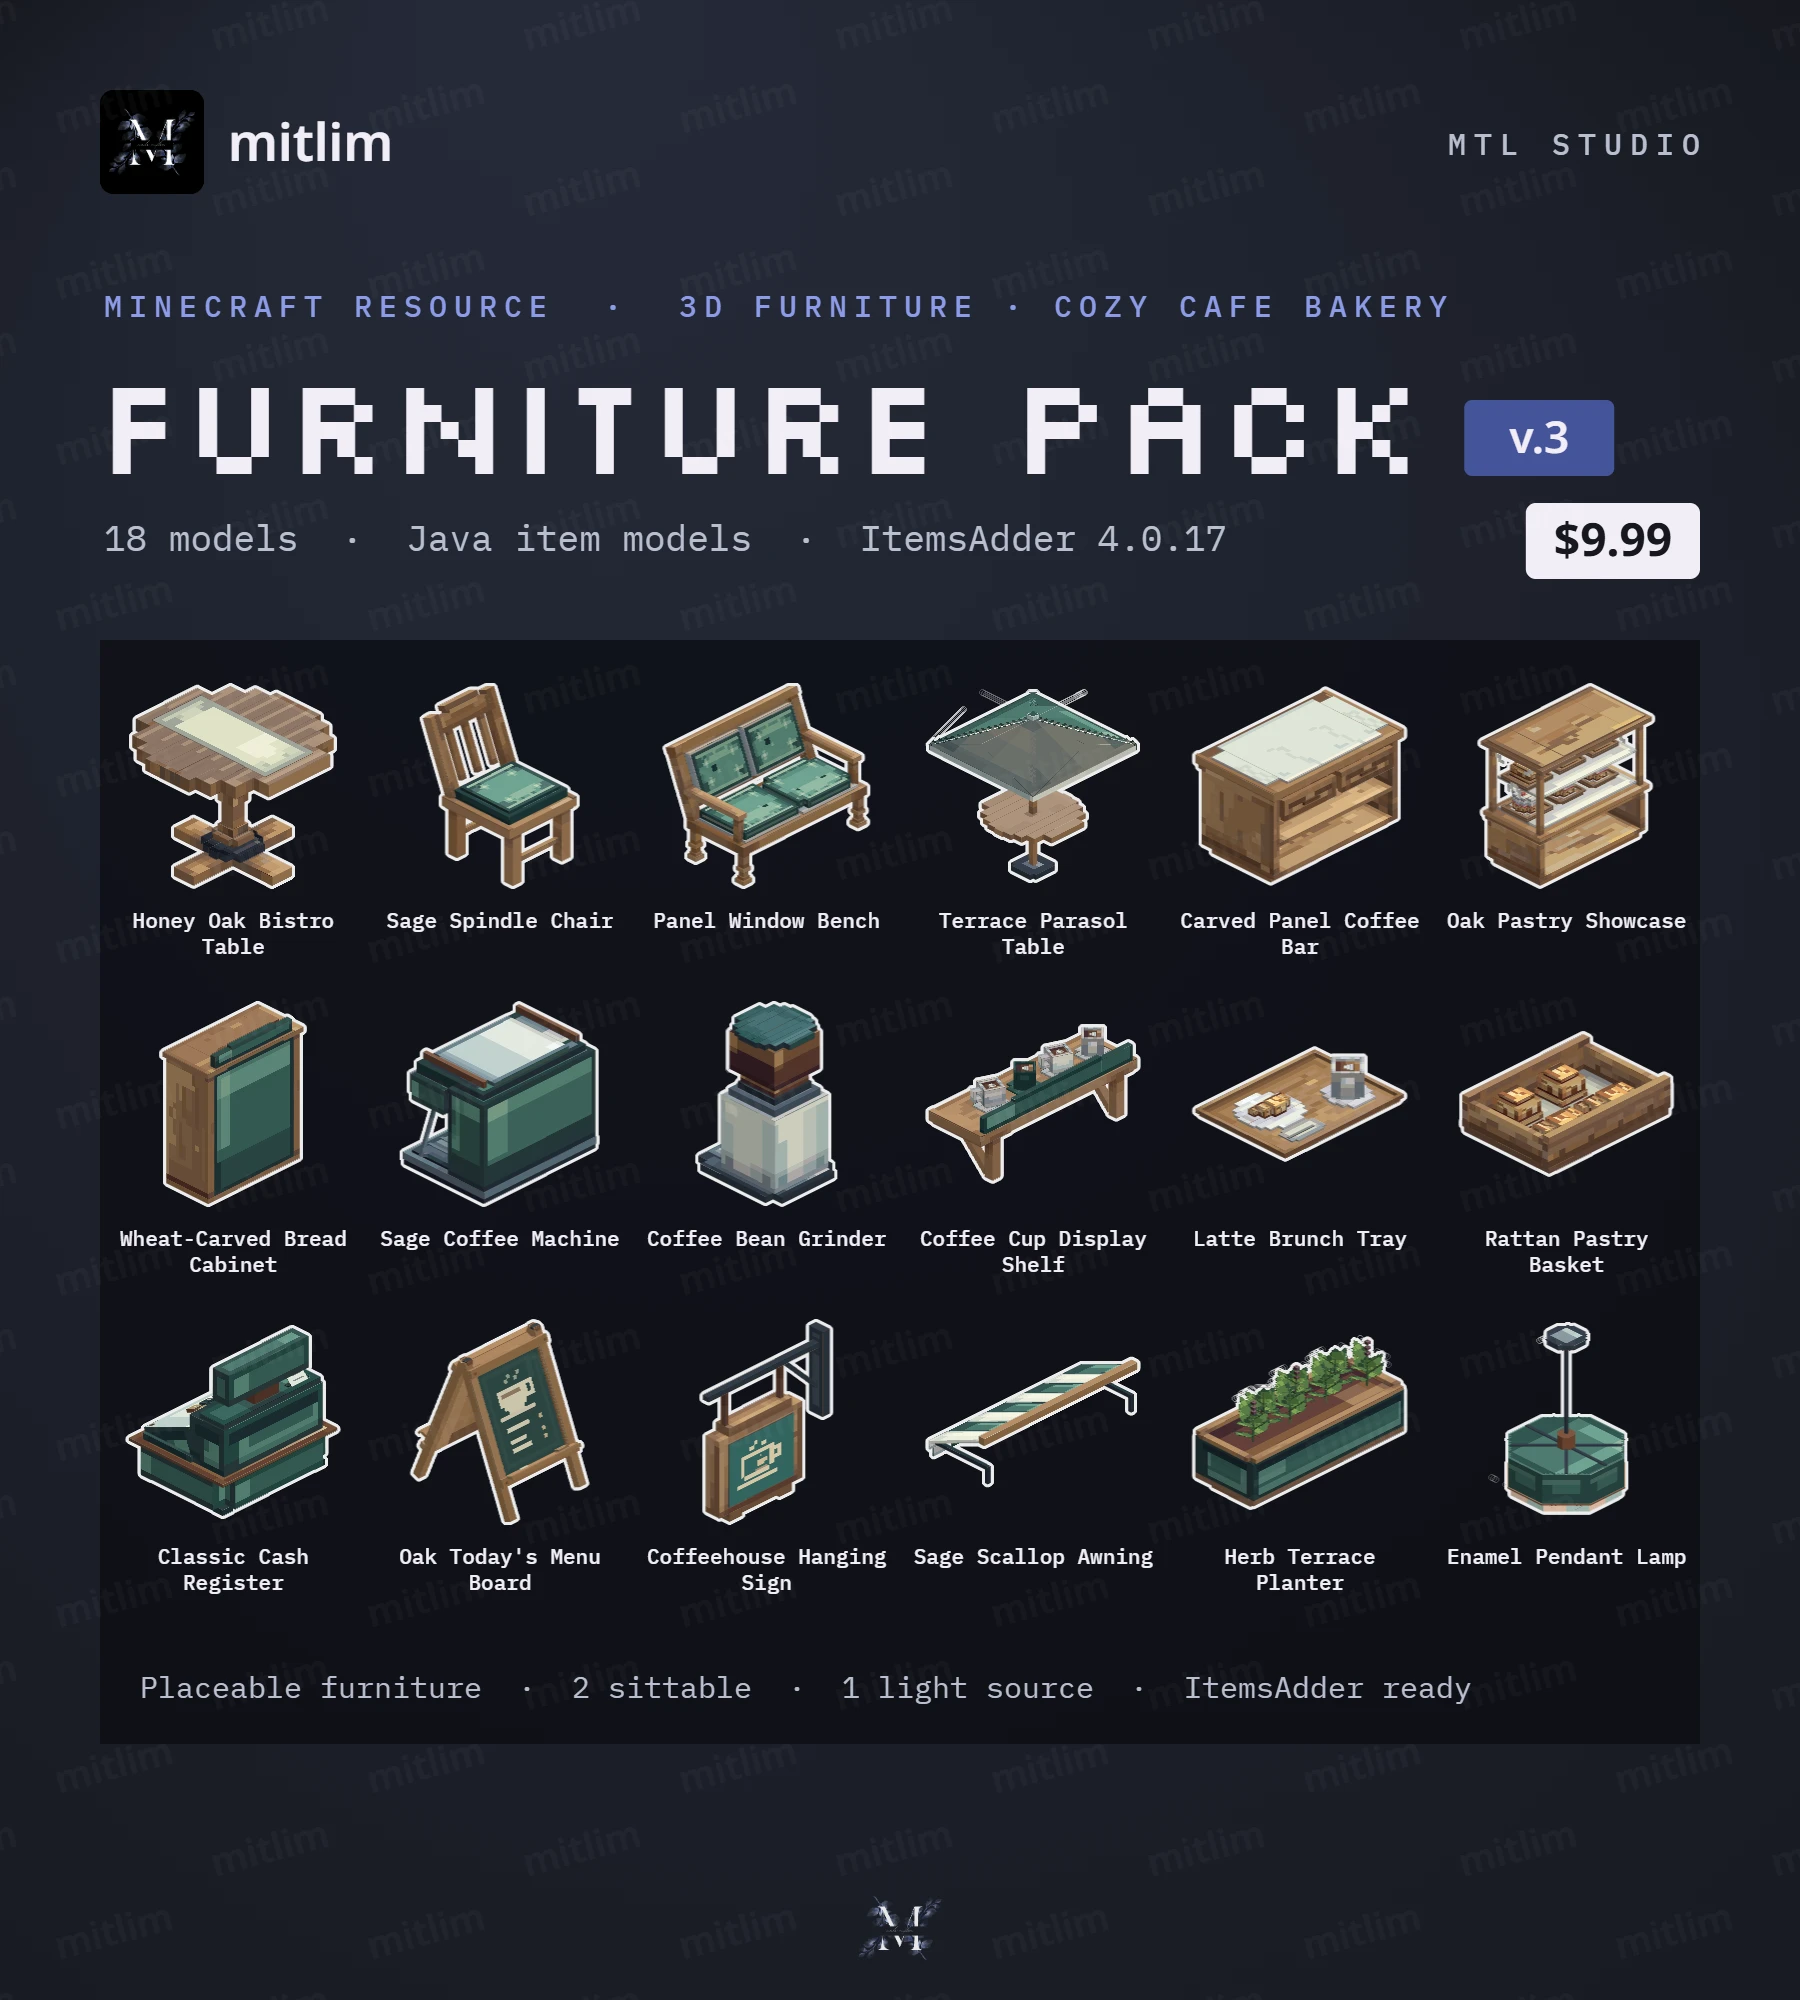 mitlim
MTL STUDIO
MINECRAFT RESOURCE · 3D FURNITURE · COZY CAFE BAKERY
FURNITURE PACK v.3
18 models · Java item models · ItemsAdder 4.0.17
$9.99
Honey Oak Bistro
Table
Sage Spindle Chair
Panel Window Bench
Terrace Parasol
Table
Carved Panel Coffee
Bar
Oak Pastry Showcase
Wheat-Carved Bread
Cabinet
Sage Coffee Machine
Coffee Bean Grinder
Coffee Cup Display
Shelf
Latte Brunch Tray
Rattan Pastry
Basket
Classic Cash
Register
Oak Today's Menu
Board
Coffeehouse Hanging
Sign
Sage Scallop Awning
Herb Terrace
Planter
Enamel Pendant Lamp
Placeable furniture · 2 sittable · 1 light source · ItemsAdder ready